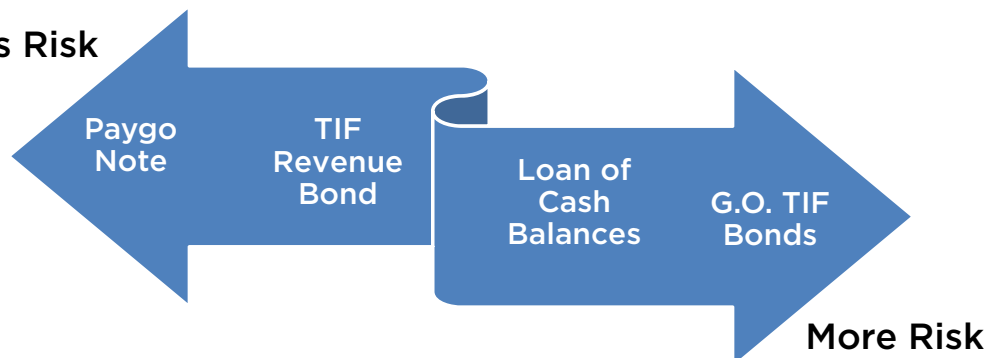 s Risk
Paygo
Note
TIF
Revenue
Bond
Loan of
Cash
Balances
G.O. TIF
Bonds
More Risk